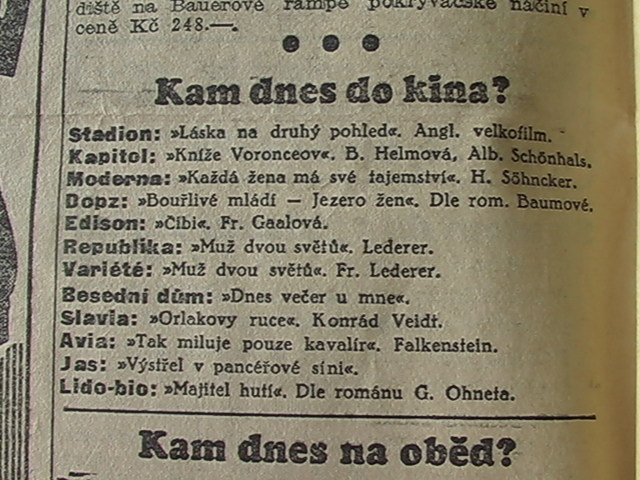 diště na Bauerově rampě pokrývačské náčiní v
ceně Kč 248.—.
Kam dnes do kina?
Stadion: »Láska na druhý pohled«. Angl. velkofilm.
Kapitol: »Kníže Voronceov«. B. Helmová, Alb. Schönhals.
Moderna: »Každá žena má své tajemství«. H. Söhncker.
Dopz: »Bouřlivé mládí — Jezero žen«. Dle rom. Baumové.
Edison: »Čibi«. Fr. Gaalová.
Republika: »Muž dvou světů«. Lederer.
Variété: »Muž dvou světů«. Fr. Lederer.
Besední dům: »Dnes večer u mne«.
Slavia: »Orlakovy ruce«. Konrád Veidt.
Avia: »Tak miluje pouze kavalír«. Falkenstein.
Jas: »Výstřel v pancéřové síni«.
Lido-bio: »Majitel hutí«. Dle románu G. Ohneta.
Kam dnes na oběd?